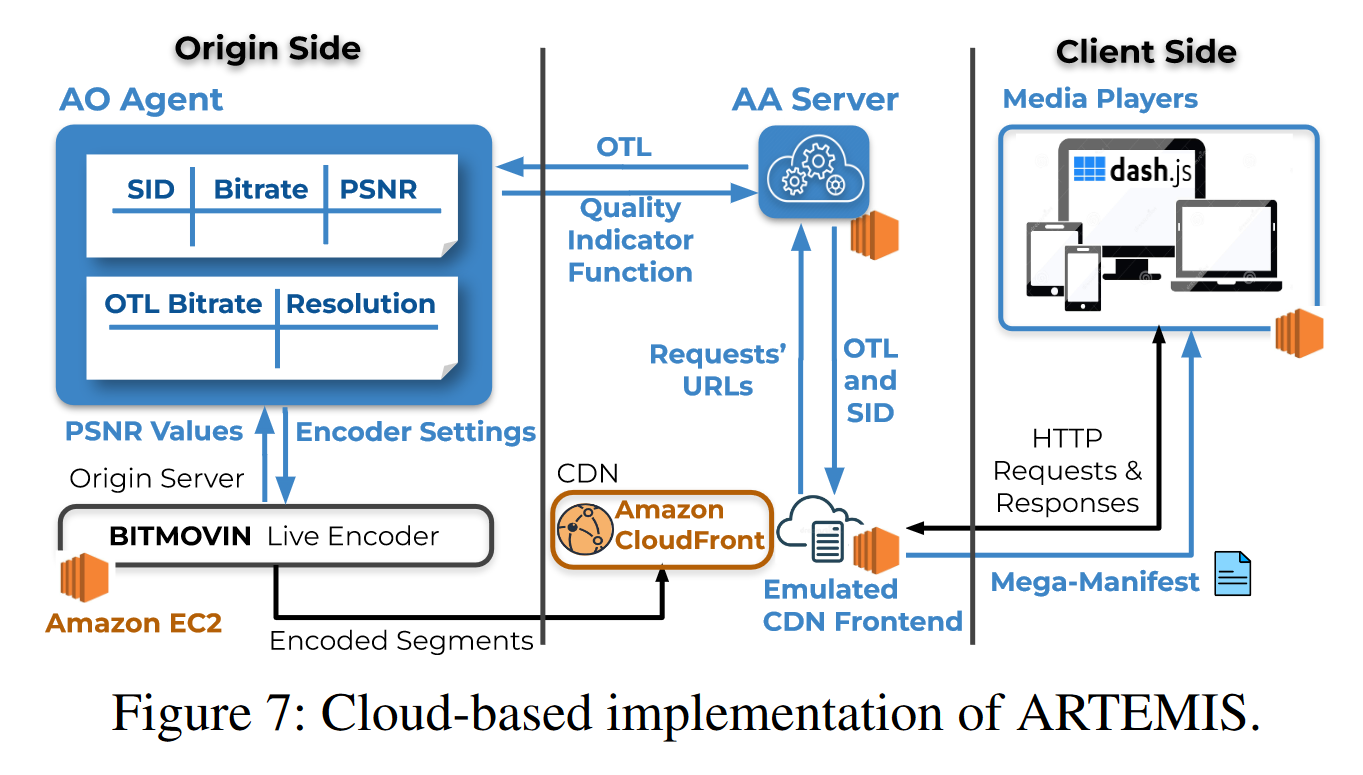 Origin Side
Client Side
AO Agent
AA Server
Media Players
SID
Bitrate
PSNR
OTL Bitrate
Resolution
OTL
Quality
Indicator
Function
dash.js
Requests'
URLs
OTL
and
SID
PSNR Values
Encoder Settings
Origin Server
BITMOVIN Live Encoder
Amazon EC2
Encoded Segments
CDN
Amazon
CloudFront
Emulated
CDN Frontend
HTTP
Requests &
Responses
Mega-Manifest
Figure 7: Cloud-based implementation of ARTEMIS.